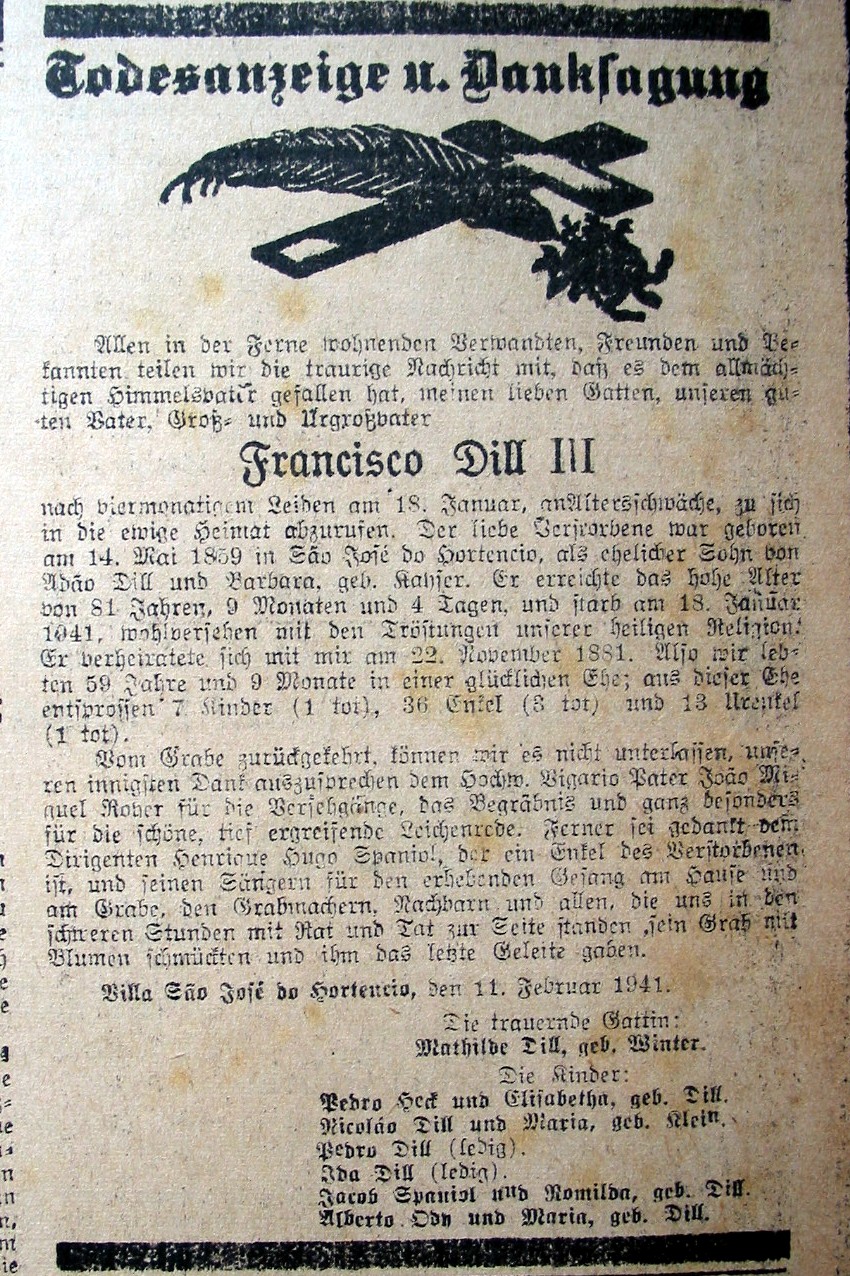 Todesanzeige u. Danksagung
Allen in der Ferne wohnenden Verwandten, Freunden und Be-
kannten teilen wir die traurige Nachricht mit, daß es dem allmäch-
tigen Himmelsvater gefallen hat, meinen lieben Gatten, unseren gu-
ten Vater, Groß- und Urgroßvater
Francisco Dill III
nach viermonatigem Leiden am 18. Januar, an Altersschwäche, zu sich
in die ewige Heimat abzurufen. Der liebe Verstorbene war geboren
am 14. Mai 1859 in São José do Hortencio, als ehelicher Sohn von
Adão Dill und Barbara, geb. Kayser. Er erreichte das hohe Alter
von 81 Jahren, 9 Monaten und 4 Tagen, und starb am 18. Januar
1941, wohlversehen mit den Tröstungen unserer heiligen Religion.
Er verheiratete sich mit mir am 22. November 1881. Also wir leb-
ten 59 Jahre und 9 Monate in einer glücklichen Ehe; aus dieser Ehe
entsprossen 7 Kinder (1 tot), 36 Enkel (3 tot) und 13 Urenkel
(1 tot).
Vom Grabe zurückgekehrt, können wir es nicht unterlassen, unse-
ren innigsten Dank auszusprechen dem Hochw. Vigario Pater João Mi-
guel für die Versehgänge, das Begräbnis und ganz besonders
für die schöne, tief ergreifende Leichenrede. Ferner sei gedankt dem
Dirigenten Henrique Hugo Spaniol, der ein Enkel des Verstorbenen
ist, und seinen Sängern für den erhebenden Gesang am Hause und
am Grabe, den Grabmachern, Nachbarn und allen, die uns in den
schweren Stunden mit Rat und Tat zur Seite standen, sein Grab mit
Blumen schmückten und ihm das letzte Geleite gaben.
Villa São José do Hortencio, den 11. Februar 1941.
Die trauernde Gattin:
Mathilde Dill, geb. Winter.
Die Kinder:
Pedro Heck und Elisabetha, geb. Dill.
Nicoláo Dill und Maria, geb. Klein.
Pedro Dill (ledig).
Ida Dill (ledig).
Jacob Spaniol und Romilda, geb. Dill.
Alberto Ody und Maria, geb. Dill.